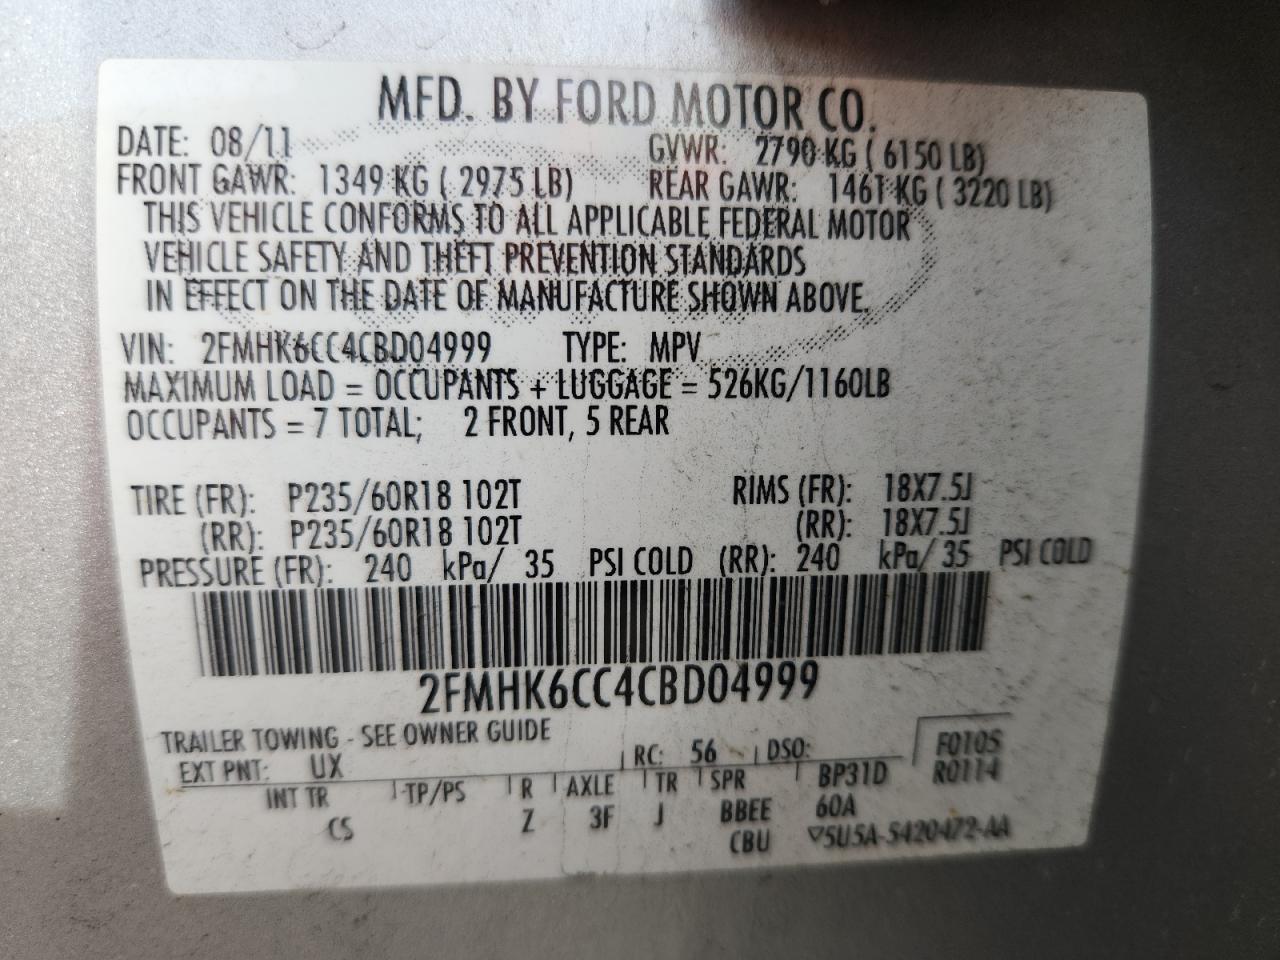 MFD. BY FORD MOTOR CO.
DATE: 08/11 GVWR: 2790 KG ( 6150 LB)
FRONT GAWR: 1349 KG ( 2975 LB) REAR GAWR: 1461 KG ( 3220 LB)
THIS VEHICLE CONFORMS TO ALL APPLICABLE FEDERAL MOTOR
VEHICLE SAFETY AND THEFT PREVENTION STANDARDS
IN EFFECT ON THE DATE OF MANUFACTURE SHOWN ABOVE.
VIN: 2FMHK6CC4CBD04999 TYPE: MPV
MAXIMUM LOAD = OCCUPANTS + LUGGAGE = 526KG/1160LB
OCCUPANTS = 7 TOTAL; 2 FRONT, 5 REAR
TIRE (FR): P235/60R18 102T RIMS (FR): 18X7.5J
(RR): P235/60R18 102T (RR): 18X7.5J
PRESSURE (FR): 240 kPa/ 35 PSI COLD (RR): 240 kPa/ 35 PSI COLD
2FMHK6CC4CBD04999
TRAILER TOWING - SEE OWNER GUIDE
EXT PNT: UX RC: 56 DSO: F0105
INT TR TP/PS R AXLE TR SPR BP31D R0114
CS Z 3F J BBEE 60A
CBU ▽5U5A-5420472-AA